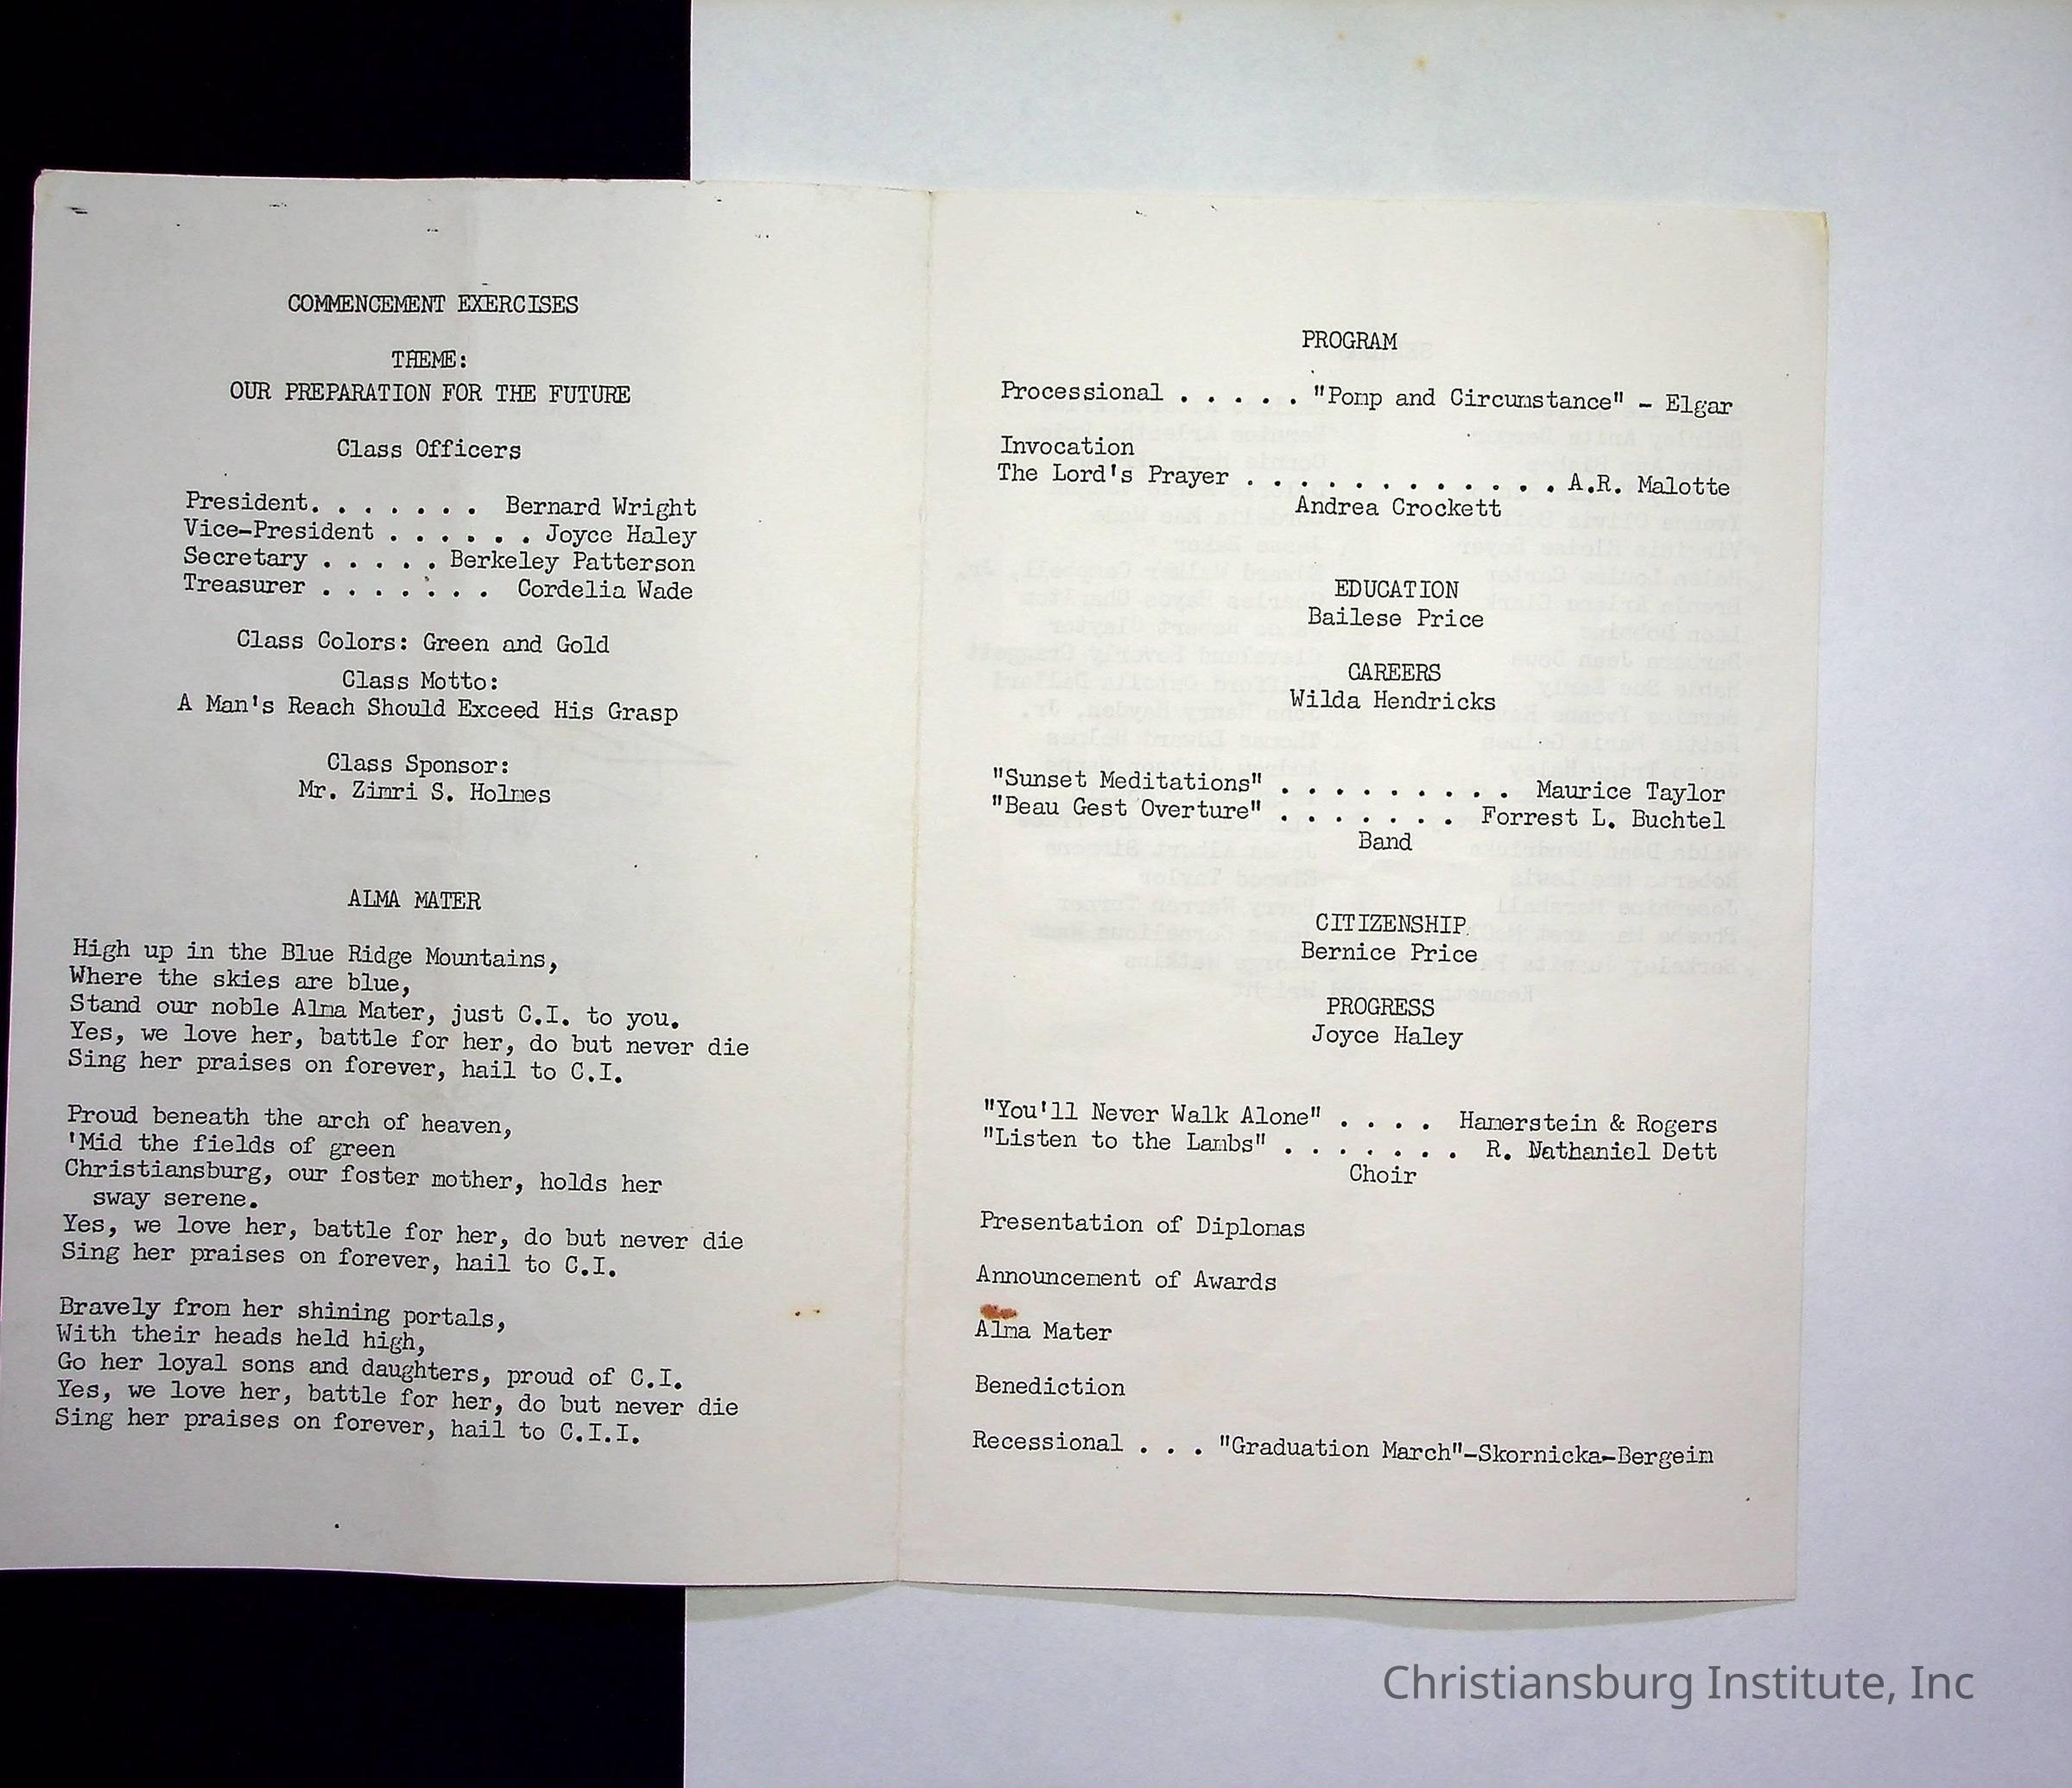 COMMENCEMENT EXERCISES
THEME:
OUR PREPARATION FOR THE FUTURE
Class Officers
President. . . . . . . Bernard Wright
Vice-President . . . . . . Joyce Haley
Secretary . . . . . Berkeley Patterson
Treasurer . . . . . . . Cordelia Wade
Class Colors: Green and Gold
Class Motto:
A Man's Reach Should Exceed His Grasp
Class Sponsor:
Mr. Zimri S. Holmes
ALMA MATER
High up in the Blue Ridge Mountains,
Where the skies are blue,
Stand our noble Alma Mater, just C.I. to you.
Yes, we love her, battle for her, do but never die
Sing her praises on forever, hail to C.I.
Proud beneath the arch of heaven,
'Mid the fields of green
Christiansburg, our foster mother, holds her
sway serene.
Yes, we love her, battle for her, do but never die
Sing her praises on forever, hail to C.I.
Bravely from her shining portals,
With their heads held high,
Go her loyal sons and daughters, proud of C.I.
Yes, we love her, battle for her, do but never die
Sing her praises on forever, hail to C.I.I.
PROGRAM
Processional . . . . . "Pomp and Circumstance" - Elgar
Invocation
The Lord's Prayer . . . . . . . . . . . . A.R. Malotte
Andrea Crockett
EDUCATION
Bailese Price
CAREERS
Wilda Hendricks
"Sunset Meditations" . . . . . . . . . Maurice Taylor
"Beau Gest Overture" . . . . . . . Forrest L. Buchtel
Band
CITIZENSHIP
Bernice Price
PROGRESS
Joyce Haley
"You'll Never Walk Alone" . . . . Hamerstein & Rogers
"Listen to the Lambs" . . . . . . . R. Nathaniel Dett
Choir
Presentation of Diplomas
Announcement of Awards
Alma Mater
Benediction
Recessional . . . "Graduation March"-Skornicka-Bergeim
Christiansburg Institute, Inc